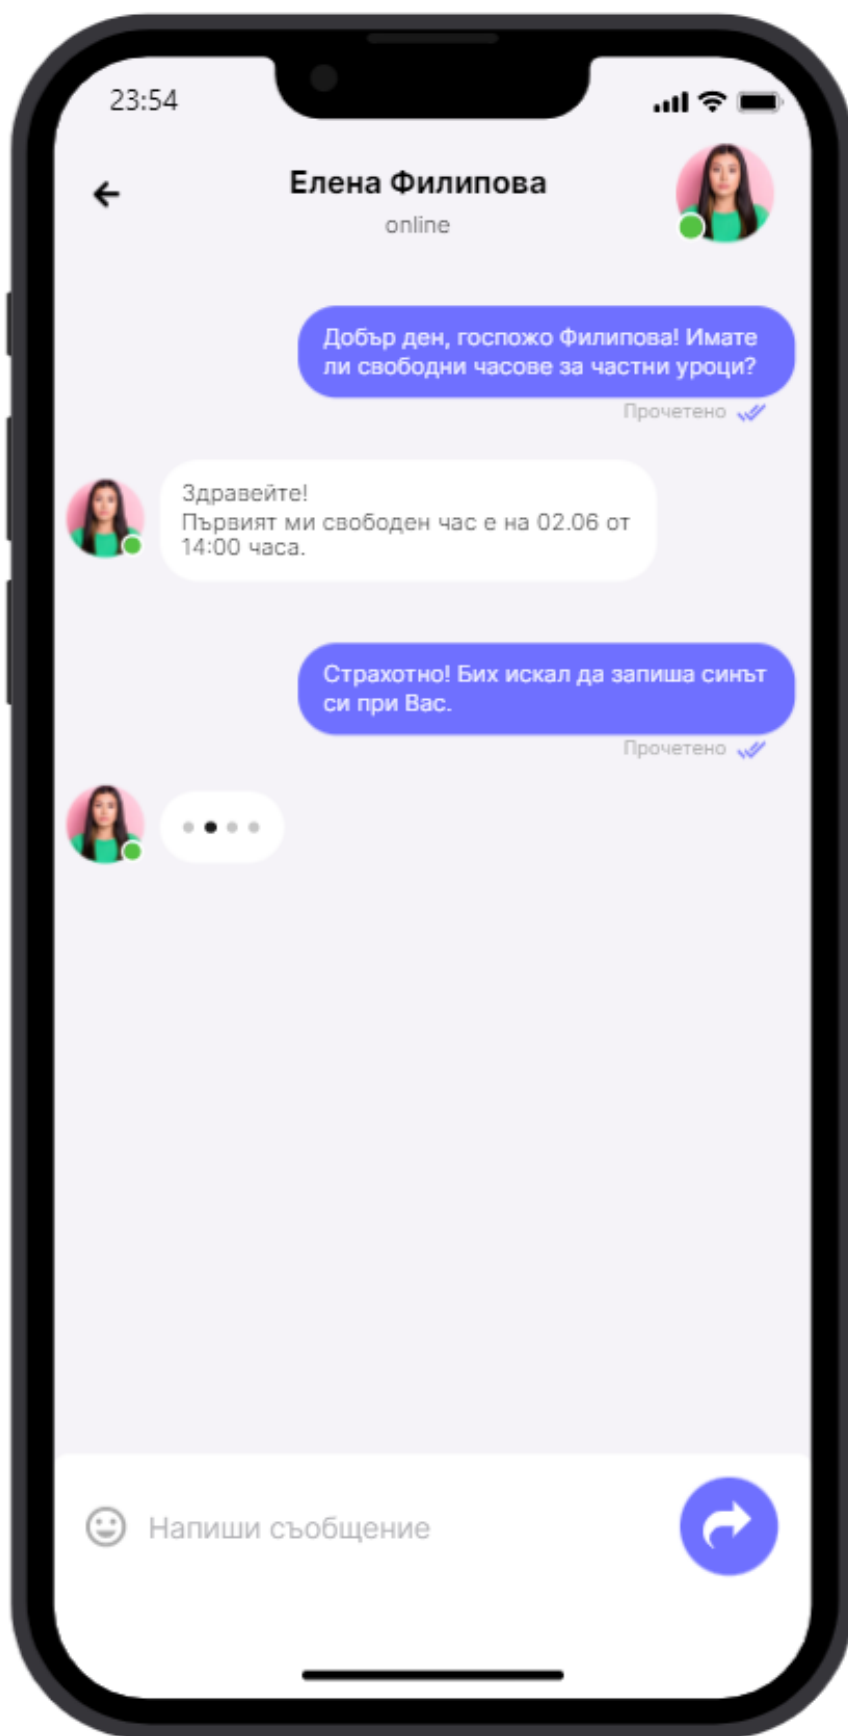 23:54
Елена Филипова
online
Добър ден, госпожо Филипова! Имате
ли свободни часове за частни уроци?
Прочетено
Здравейте!
Първият ми свободен час е на 02.06 от
14:00 часа.
Страхотно! Бих искал да запиша синът
си при Вас.
Прочетено
Напиши съобщение